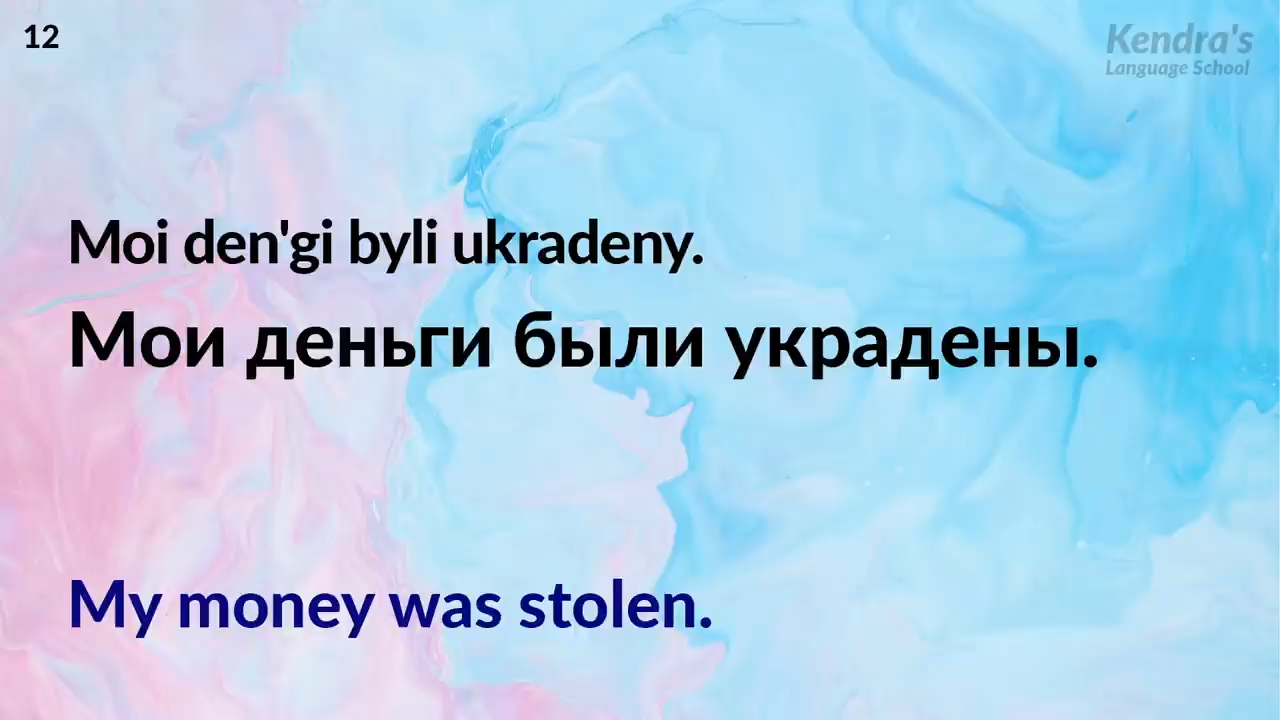 12
Kendra's
Language School
Moi den'gi byli ukradeny.
Мои деньги были украдены.
My money was stolen.